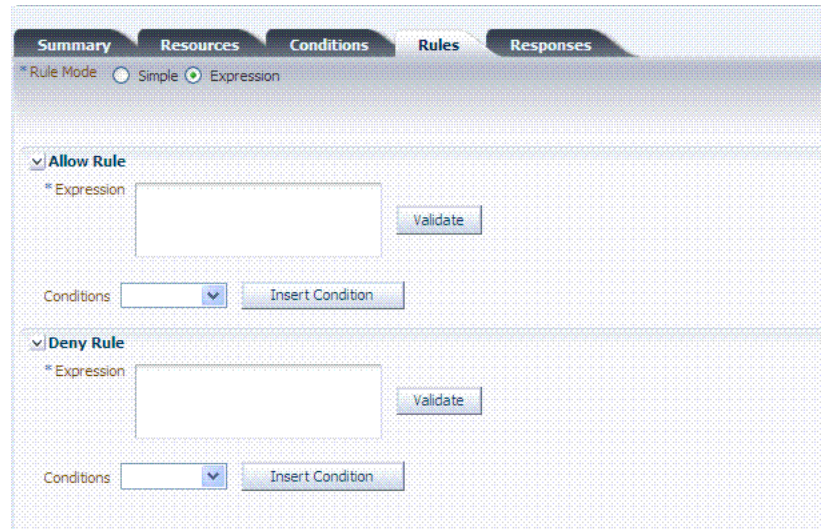 Summary Resources Conditions Rules Responses
* Rule Mode Simple Expression
Allow Rule
* Expression
Validate
Conditions Insert Condition
Deny Rule
* Expression
Validate
Conditions Insert Condition